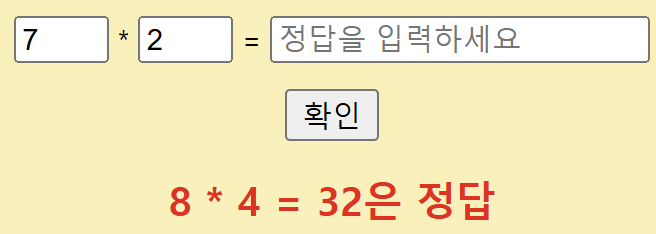 7 * 2 = 정답을 입력하세요
확인
8 * 4 = 32은 정답